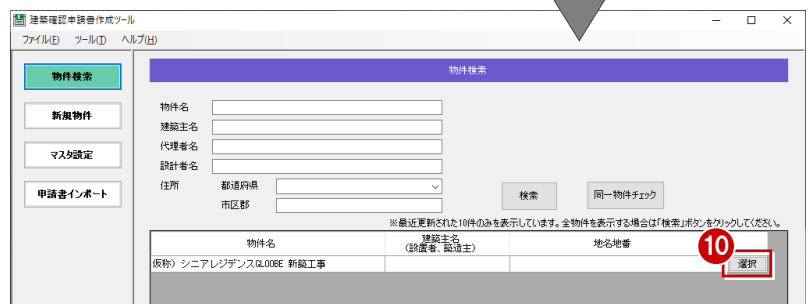 建築確認申請書作成ツール
ファイル(F) ツール(T) ヘルプ(H)
物件検索
新規物件
マスタ設定
申請書インポート
物件検索
物件名
建築主名
代理者名
設計者名
住所 都道府県
市区郡
検索 同一物件チェック
※最近更新された10件のみを表示しています。全物件を表示する場合は「検索」ボタンをクリックしてください。
物件名 建築主名 地名地番
(設置者、築造主)
仮称) シニアレジデンスGLOOBE 新築工事 選択
10